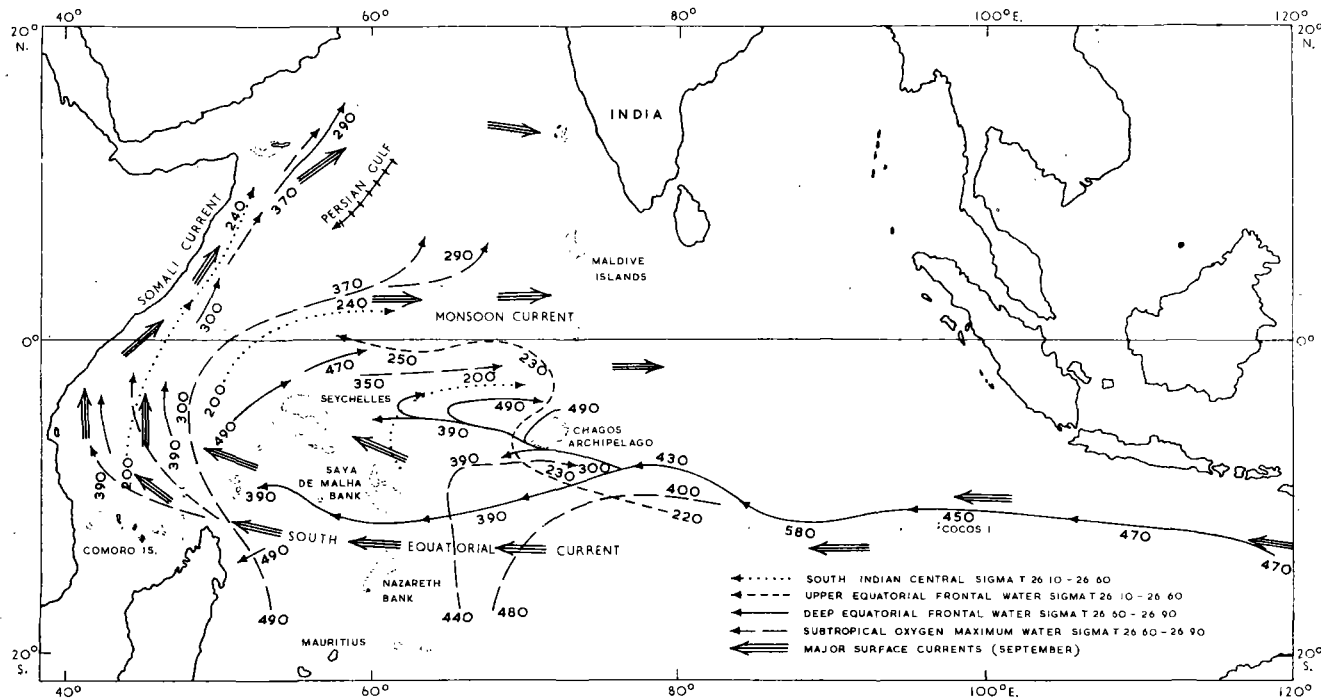 40° 60° 80° 100°E. 120°
20° N. 20° N.
INDIA
290
PERSIAN GULF
240 370
SOMALI CURRENT
290
MALDIVE
ISLANDS
300
370
240
MONSOON CURRENT
0° 0°
470 250 230
350 200
SEYCHELLES
300 200 490 490 490
390 390
CHAGOS
ARCHIPELAGO
SAYA
DE MALHA
BANK
390 230 300 430
390 200 390 400
390 220 580 450
COCOS I
470
470
COMORO IS.
SOUTH EQUATORIAL CURRENT
490
NAZARETH
BANK
490 440 480
MAURITIUS
SOUTH INDIAN CENTRAL SIGMA T 26 10 - 26 60
UPPER EQUATORIAL FRONTAL WATER SIGMA T 26 10 - 26 60
DEEP EQUATORIAL FRONTAL WATER SIGMA T 26 60 - 26 90
SUBTROPICAL OXYGEN MAXIMUM WATER SIGMA T 26 60 - 26 90
MAJOR SURFACE CURRENTS (SEPTEMBER)
20° S. 20° S.
40° 60° 80° 100°E. 120°